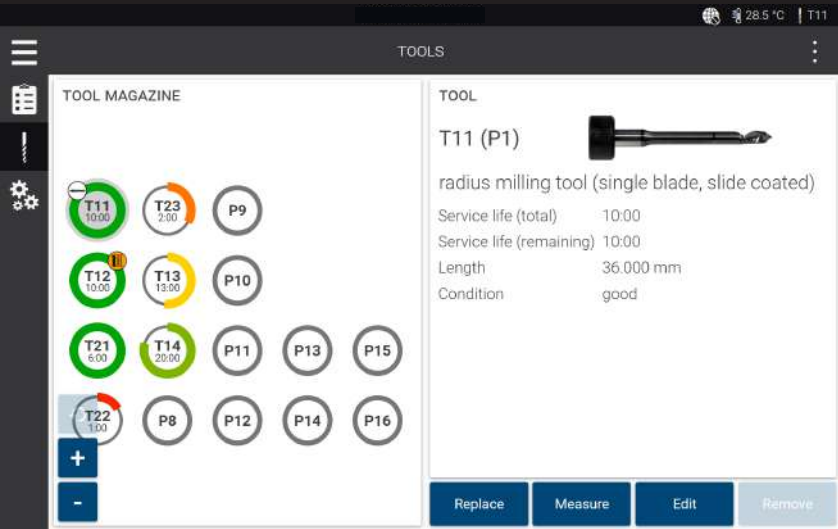 28.5 °C T11
TOOLS
TOOL MAGAZINE
T11
10:00
T23
2:00
P9
T12
10:00
T13
13:00
P10
T21
6:00
T14
20:00
P11
P13
P15
T22
1:00
P8
P12
P14
P16
+
-
TOOL
T11 (P1)
radius milling tool (single blade, slide coated)
Service life (total) 10:00
Service life (remaining) 10:00
Length 36.000 mm
Condition good
Replace Measure Edit Remove